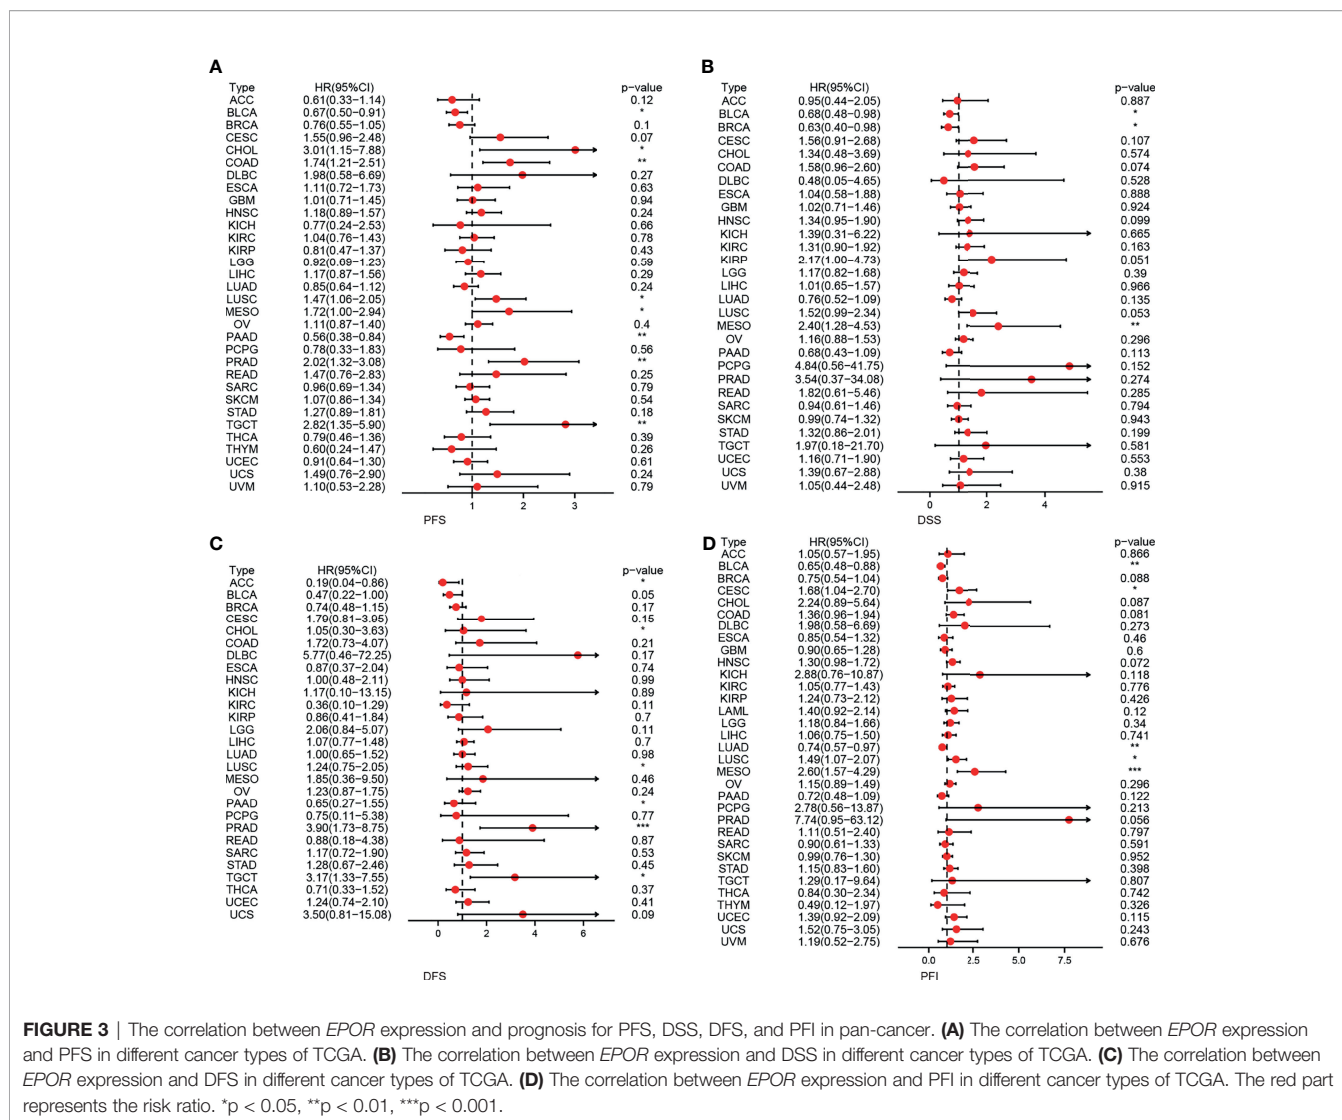 A
Type HR(95%CI) p-value
ACC 0.61(0.33−1.14) 0.12
BLCA 0.67(0.50−0.91) *
BRCA 0.76(0.55−1.05) 0.1
CESC 1.55(0.96−2.48) 0.07
CHOL 3.01(1.15−7.88) *
COAD 1.74(1.21−2.51) **
DLBC 1.98(0.58−6.69) 0.27
ESCA 1.11(0.72−1.73) 0.63
GBM 1.01(0.71−1.45) 0.94
HNSC 1.18(0.89−1.57) 0.24
KICH 0.77(0.24−2.53) 0.66
KIRC 1.04(0.76−1.43) 0.78
KIRP 0.81(0.47−1.37) 0.43
LGG 0.92(0.69−1.23) 0.59
LIHC 1.17(0.87−1.56) 0.29
LUAD 0.85(0.64−1.12) 0.24
LUSC 1.47(1.06−2.05) *
MESO 1.72(1.00−2.94) *
OV 1.11(0.87−1.40) 0.4
PAAD 0.56(0.38−0.84) **
PCPG 0.78(0.33−1.83) 0.56
PRAD 2.02(1.32−3.08) **
READ 1.47(0.76−2.83) 0.25
SARC 0.96(0.69−1.34) 0.79
SKCM 1.07(0.86−1.34) 0.54
STAD 1.27(0.89−1.81) 0.18
TGCT 2.82(1.35−5.90) **
THCA 0.79(0.46−1.36) 0.39
THYM 0.60(0.24−1.47) 0.26
UCEC 0.91(0.64−1.30) 0.61
UCS 1.49(0.76−2.90) 0.24
UVM 1.10(0.53−2.28) 0.79
1 2 3
PFS
B
Type HR(95%CI) p-value
ACC 0.95(0.44−2.05) 0.887
BLCA 0.68(0.48−0.98) *
BRCA 0.63(0.40−0.98) *
CESC 1.56(0.91−2.68) 0.107
CHOL 1.34(0.48−3.69) 0.574
COAD 1.58(0.96−2.60) 0.074
DLBC 0.48(0.05−4.65) 0.528
ESCA 1.04(0.58−1.88) 0.888
GBM 1.02(0.71−1.46) 0.924
HNSC 1.34(0.95−1.90) 0.099
KICH 1.39(0.31−6.22) 0.665
KIRC 1.31(0.90−1.92) 0.163
KIRP 2.17(1.00−4.73) 0.051
LGG 1.17(0.82−1.68) 0.39
LIHC 1.01(0.65−1.57) 0.966
LUAD 0.76(0.52−1.09) 0.135
LUSC 1.52(0.99−2.34) 0.053
MESO 2.40(1.28−4.53) **
OV 1.16(0.88−1.53) 0.296
PAAD 0.68(0.43−1.09) 0.113
PCPG 4.84(0.56−41.75) 0.152
PRAD 3.54(0.37−34.08) 0.274
READ 1.82(0.61−5.46) 0.285
SARC 0.94(0.61−1.46) 0.794
SKCM 0.99(0.74−1.32) 0.943
STAD 1.32(0.86−2.01) 0.199
TGCT 1.97(0.18−21.70) 0.581
UCEC 1.16(0.71−1.90) 0.553
UCS 1.39(0.67−2.88) 0.38
UVM 1.05(0.44−2.48) 0.915
0 2 4
DSS
C
Type HR(95%CI) p-value
ACC 0.19(0.04−0.86) *
BLCA 0.47(0.22−1.00) 0.05
BRCA 0.74(0.48−1.15) 0.17
CESC 1.79(0.81−3.95) 0.15
CHOL 1.05(0.30−3.63) *
COAD 1.72(0.73−4.07) 0.21
DLBC 5.77(0.46−72.25) 0.17
ESCA 0.87(0.37−2.04) 0.74
HNSC 1.00(0.48−2.11) 0.99
KICH 1.17(0.10−13.15) 0.89
KIRC 0.36(0.10−1.29) 0.11
KIRP 0.86(0.41−1.84) 0.7
LGG 2.06(0.84−5.07) 0.11
LIHC 1.07(0.77−1.48) 0.7
LUAD 1.00(0.65−1.52) 0.98
LUSC 1.24(0.75−2.05) *
MESO 1.85(0.36−9.50) 0.46
OV 1.23(0.87−1.75) 0.24
PAAD 0.65(0.27−1.55) *
PCPG 0.75(0.11−5.38) 0.77
PRAD 3.90(1.73−8.75) ***
READ 0.88(0.18−4.38) 0.87
SARC 1.17(0.72−1.90) 0.53
STAD 1.28(0.67−2.46) 0.45
TGCT 3.17(1.33−7.55) *
THCA 0.71(0.33−1.52) 0.37
UCEC 1.24(0.74−2.10) 0.41
UCS 3.50(0.81−15.08) 0.09
0 2 4 6
DFS
D
Type HR(95%CI) p-value
ACC 1.05(0.57−1.95) 0.866
BLCA 0.65(0.48−0.88) **
BRCA 0.75(0.54−1.04) 0.088
CESC 1.68(1.04−2.70) *
CHOL 2.24(0.89−5.64) 0.087
COAD 1.36(0.96−1.94) 0.081
DLBC 1.98(0.58−6.69) 0.273
ESCA 0.85(0.54−1.32) 0.46
GBM 0.90(0.65−1.28) 0.6
HNSC 1.30(0.98−1.72) 0.072
KICH 2.88(0.76−10.87) 0.118
KIRC 1.05(0.77−1.43) 0.776
KIRP 1.24(0.73−2.12) 0.426
LAML 1.40(0.92−2.14) 0.12
LGG 1.18(0.84−1.66) 0.34
LIHC 1.06(0.75−1.50) 0.741
LUAD 0.74(0.57−0.97) **
LUSC 1.49(1.07−2.07) *
MESO 2.60(1.57−4.29) ***
OV 1.15(0.89−1.49) 0.296
PAAD 0.72(0.48−1.09) 0.122
PCPG 2.78(0.56−13.87) 0.213
PRAD 7.74(0.95−63.12) 0.056
READ 1.11(0.51−2.40) 0.797
SARC 0.90(0.61−1.33) 0.591
SKCM 0.99(0.76−1.30) 0.952
STAD 1.15(0.83−1.60) 0.398
TGCT 1.29(0.17−9.64) 0.807
THCA 0.84(0.30−2.34) 0.742
THYM 0.49(0.12−1.97) 0.326
UCEC 1.39(0.92−2.09) 0.115
UCS 1.52(0.75−3.05) 0.243
UVM 1.19(0.52−2.75) 0.676
0.0 2.5 5.0 7.5
PFI
FIGURE 3 | The correlation between EPOR expression and prognosis for PFS, DSS, DFS, and PFI in pan-cancer. (A) The correlation between EPOR expression
and PFS in different cancer types of TCGA. (B) The correlation between EPOR expression and DSS in different cancer types of TCGA. (C) The correlation between
EPOR expression and DFS in different cancer types of TCGA. (D) The correlation between EPOR expression and PFI in different cancer types of TCGA. The red part
represents the risk ratio. *p < 0.05, **p < 0.01, ***p < 0.001.